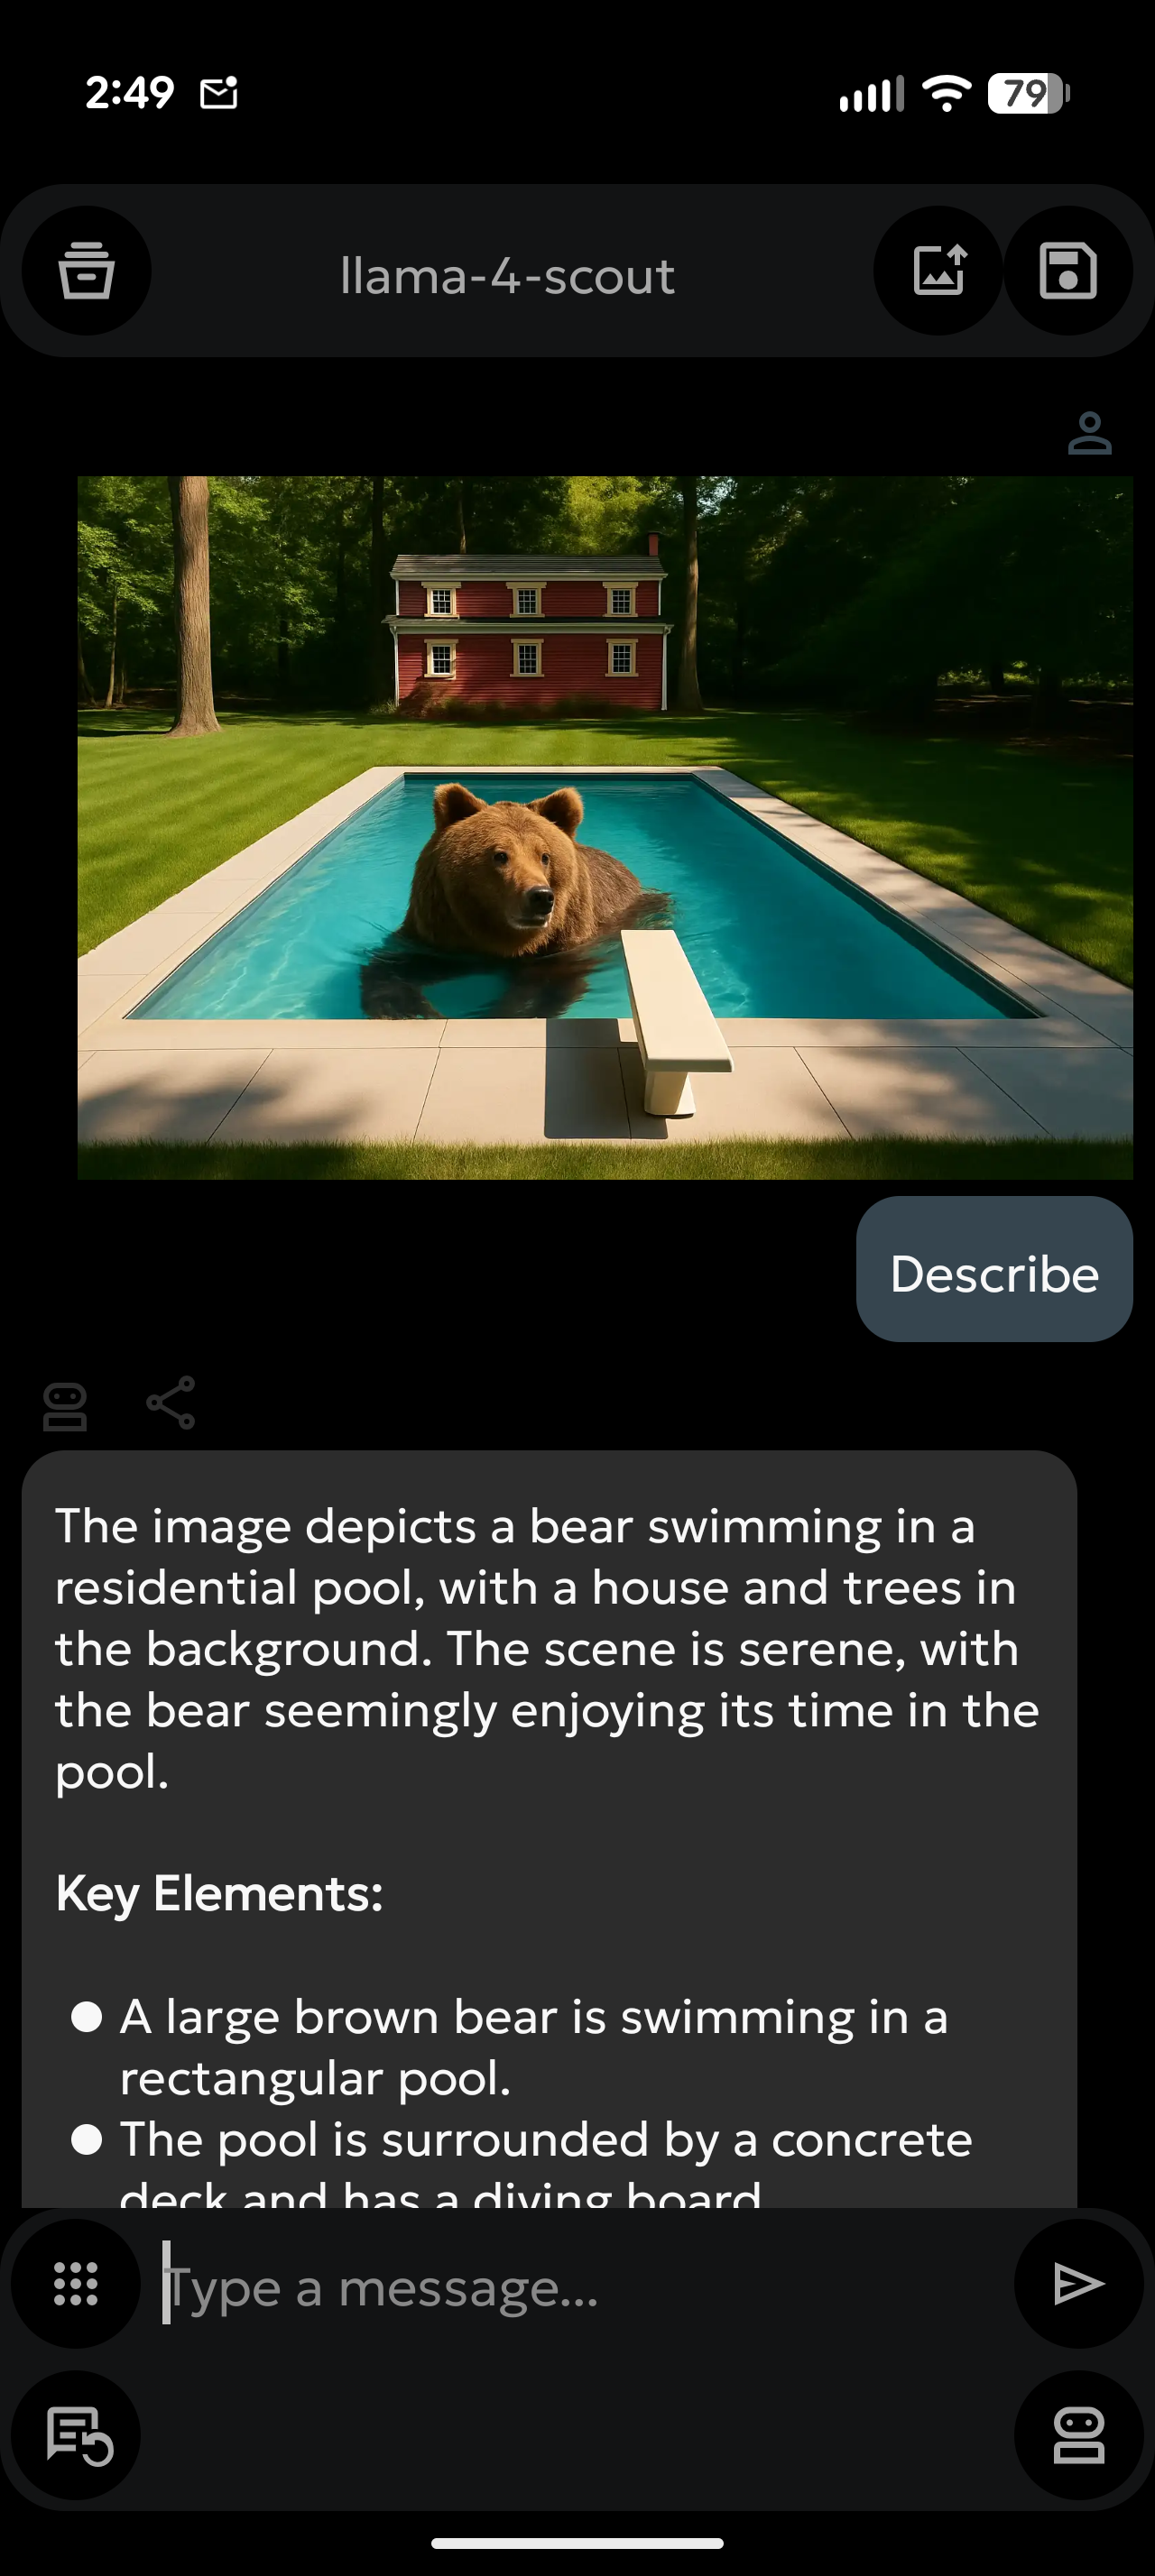 2:49
79
llama-4-scout
Describe
The image depicts a bear swimming in a
residential pool, with a house and trees in
the background. The scene is serene, with
the bear seemingly enjoying its time in the
pool.
Key Elements:
● A large brown bear is swimming in a
rectangular pool.
● The pool is surrounded by a concrete
deck and has a diving board
Type a message...